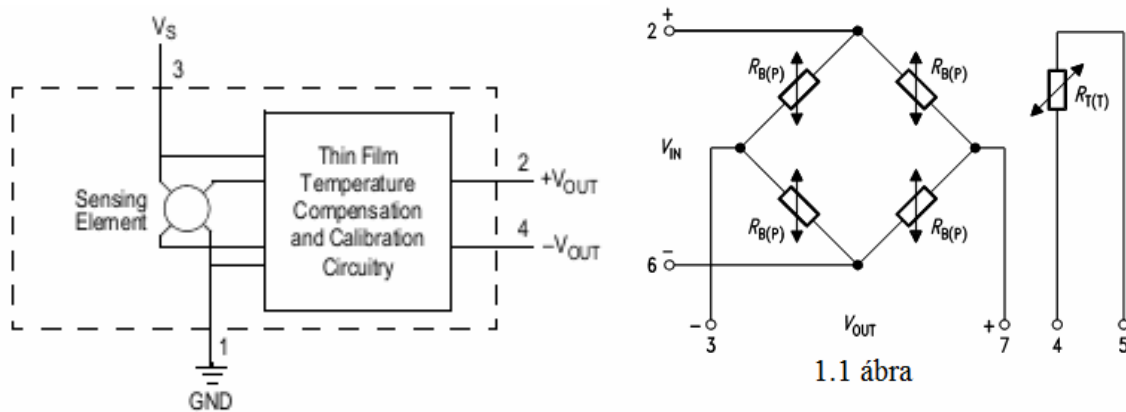 VS
3
Sensing
Element
Thin Film
Temperature
Compensation
and Calibration
Circuitry
2
+VOUT
4
–VOUT
1
GND
2 +
RB(P)
RB(P)
VIN
RB(P)
RB(P)
6 –
– 3
VOUT
+ 7
RT(T)
4
5
1.1 ábra